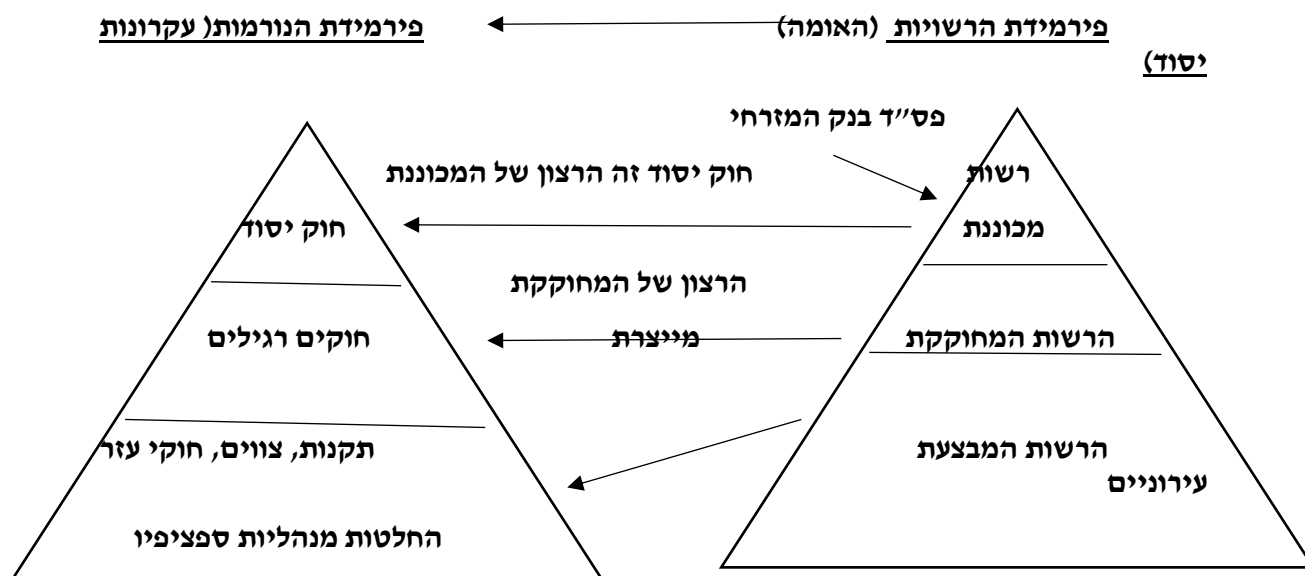 פירמידת הרשויות (האומה) פירמידת הנורמות( עקרונות
יסוד)
פס״ד בנק המזרחי
רשות
מכוננת
חוק יסוד זה הרצון של המכוננת
חוק יסוד
הרצון של המחוקקת
מייצרת
הרשות המחוקקת
חוקים רגילים
הרשות המבצעת
תקנות, צווים, חוקי עזר
עירוניים
החלטות מנהליות ספציפיו